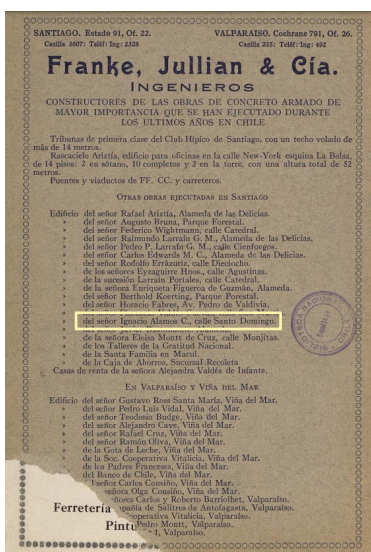 SANTIAGO. Estado 91, Of. 22. VALPARAISO. Cochrane 791, Of. 26.
Casilla 3607: Teléf: Ing: 2328 Casilla 235: Teléf: Ing: 492
Franke, Jullian & Cía.
INGENIEROS
CONSTRUCTORES DE LAS OBRAS DE CONCRETO ARMADO DE
MAYOR IMPORTANCIA QUE SE HAN EJECUTADO DURANTE
LOS ULTIMOS AÑOS EN CHILE
Tribunas de primera clase del Club Hípico de Santiago, con un techo volado de
más de 14 metros.
Rascacielo Ariztía, edificio para oficinas en la calle New-York esquina La Bolsa,
de 14 pisos: 2 en sótano, 10 completos y 2 en la torre, con una altura total de 52
metros.
Puentes y viaductos de FF. CC. y carreteros.
OTRAS OBRAS EJECUTADAS EN SANTIAGO
Edificio del señor Rafael Ariztía, Alameda de las Delicias.
» del señor Augusto Bruna, Parque Forestal.
» del señor Federico Wightmann, calle Catedral.
» del señor Raimundo Larraín G. M., Alameda de las Delicias.
» del señor Pedro P. Larraín G. M., calle Cienfuegos.
» del señor Carlos Edwards M. C., Alameda de las Delicias.
» del señor Rodolfo Errázuriz, calle Dieciocho.
» de los señores Eyzaguirre Hnos., calle Agustinas.
» de la sucesión Larraín Portales, calle Catedral.
» de la señora Enriqueta Figueroa de Guzmán, Alameda.
» del señor Berthold Koerting, Parque Forestal.
» del señor Horacio Fabres, Av. Pedro de Valdivia.
» del señor Ignacio Alamos C., calle Santo Domingo.
» de la señora Eloisa Montt de Cruz, calle Monjitas.
» de los Talleres de la Gratitud Nacional.
» de la Santa Familia en Macul.
» de la Caja de Ahorros, Sucursal Recoleta
Casas de renta de la señora Alejandra Valdés de Infante.
EN VALPARAÍSO Y VIÑA DEL MAR
Edificio del señor Gustavo Ross Santa María, Viña del Mar.
» del señor Pedro Luis Vidal, Viña del Mar.
» del señor Teodosio Budge, Viña del Mar.
» del señor Alejandro Cave, Viña del Mar.
» del señor Rafael Cruz, Viña del Mar.
» del señor Ramón Oliva, Viña del Mar.
» de la Gota de Leche, Viña del Mar.
» de la Soc. Cooperativa Vitalicia, Viña del Mar.
» de los Padres Franceses, Viña del Mar.
del Banco de Chile, Viña del Mar.
señor Carlos Cousiño, Viña del Mar.
señora Olga Cousiño, Viña del Mar.
Carlos y Roberto Barriolhet, Valparaíso.
Ferretería de Salitres de Antofagasta, Valparaíso.
Vitalicia, Valparaíso.
Pintu Pedro Montt, Valparaíso.
1, Valparaíso.